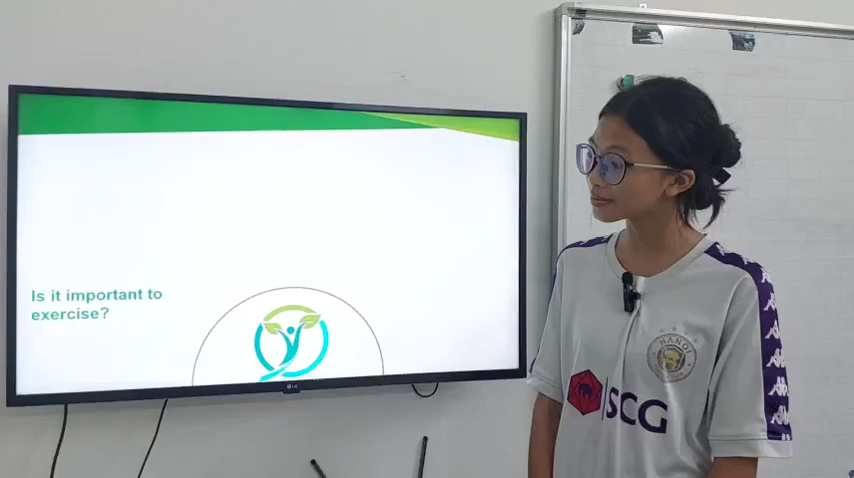 Is it important to
exercise?
LG
HANOI
SCG